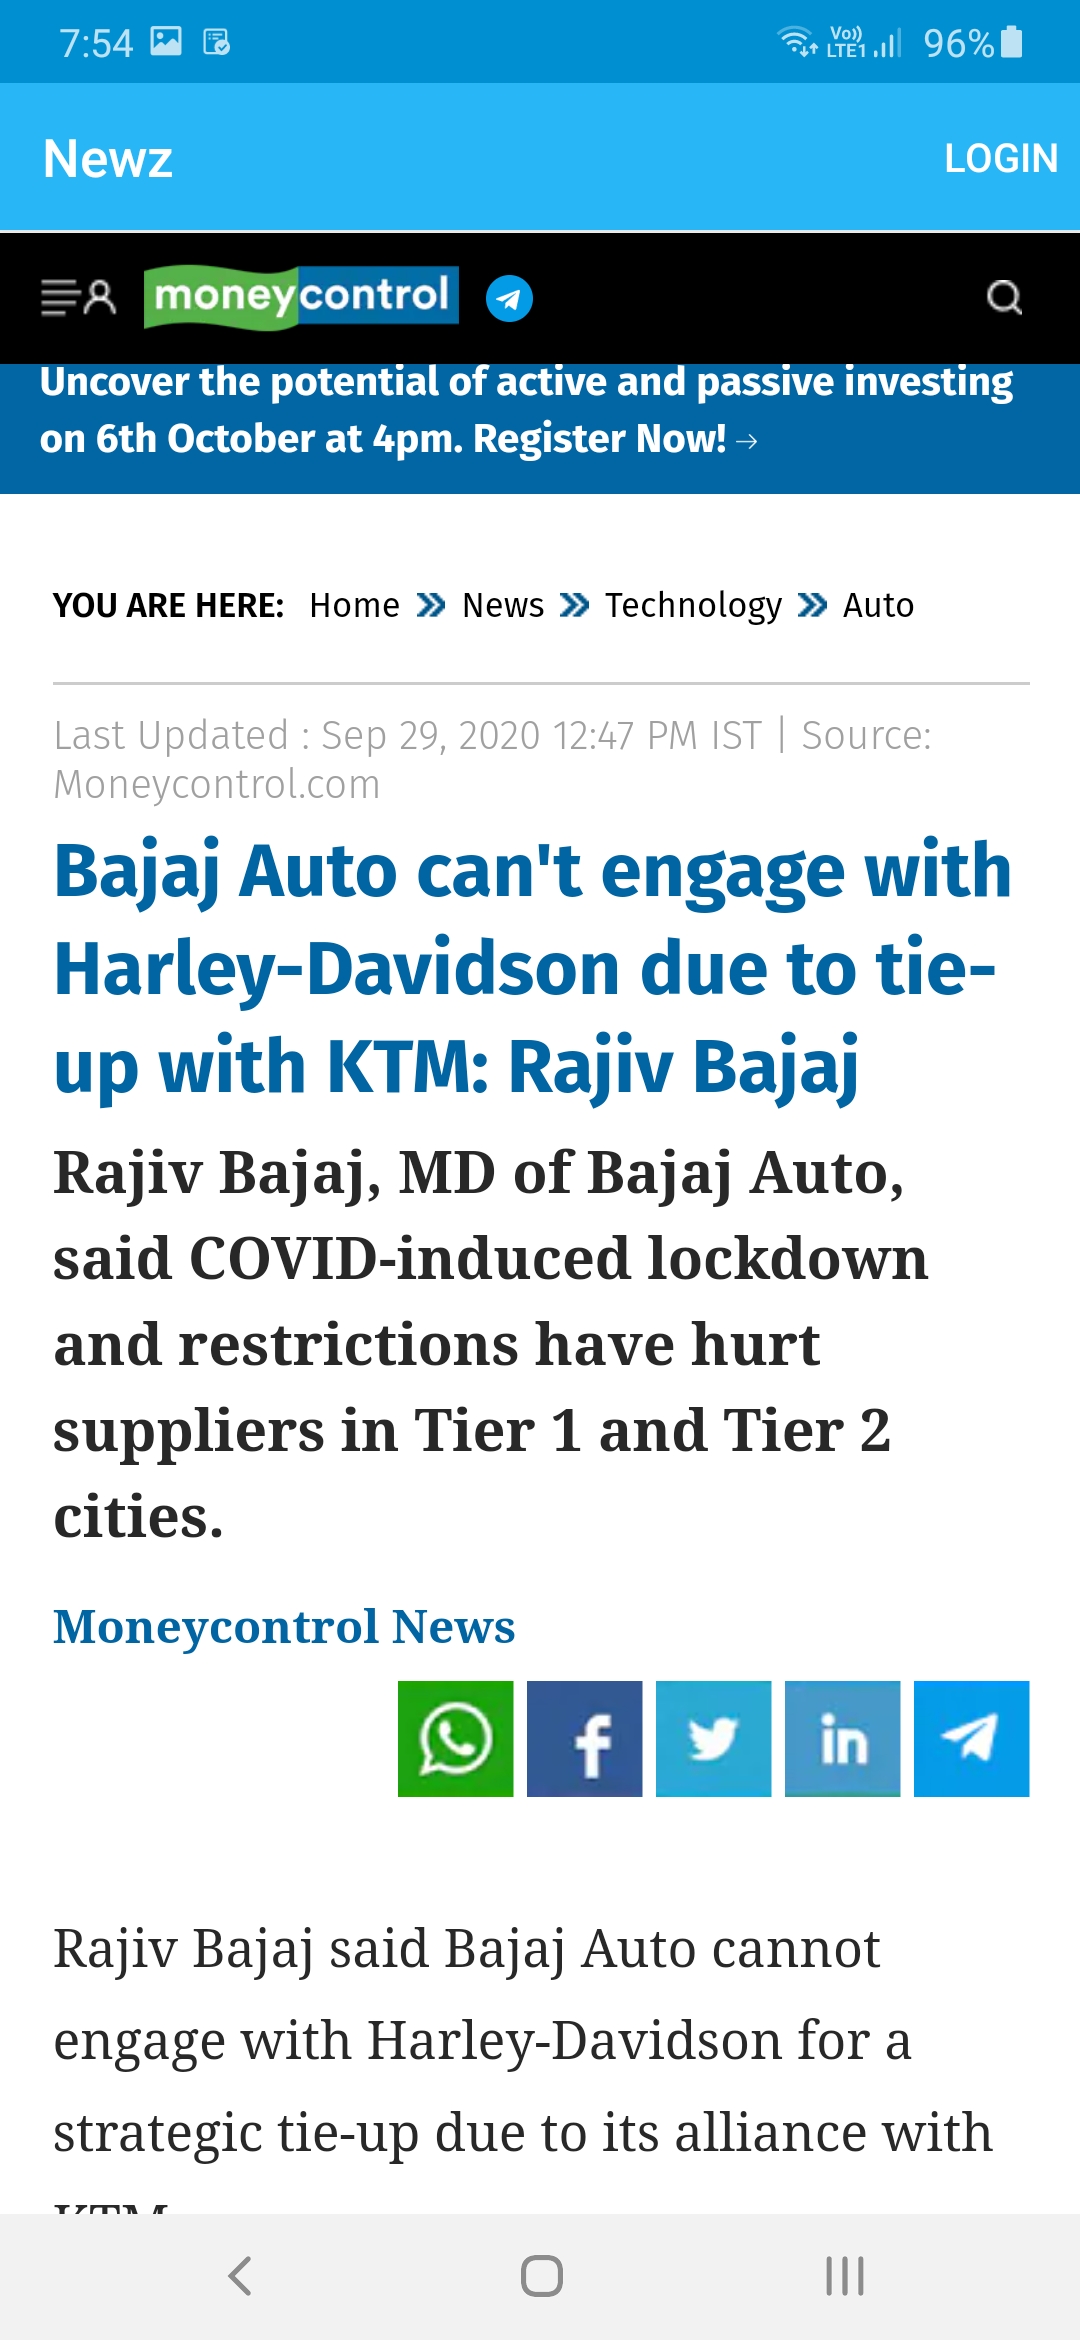 7:54
Vo)) LTE1 96%
Newz
LOGIN
moneycontrol
Uncover the potential of active and passive investing
on 6th October at 4pm. Register Now! →
YOU ARE HERE: Home » News » Technology » Auto
Last Updated : Sep 29, 2020 12:47 PM IST | Source:
Moneycontrol.com
Bajaj Auto can't engage with
Harley-Davidson due to tie-
up with KTM: Rajiv Bajaj
Rajiv Bajaj, MD of Bajaj Auto,
said COVID-induced lockdown
and restrictions have hurt
suppliers in Tier 1 and Tier 2
cities.
Moneycontrol News
Rajiv Bajaj said Bajaj Auto cannot
engage with Harley-Davidson for a
strategic tie-up due to its alliance with
KTM